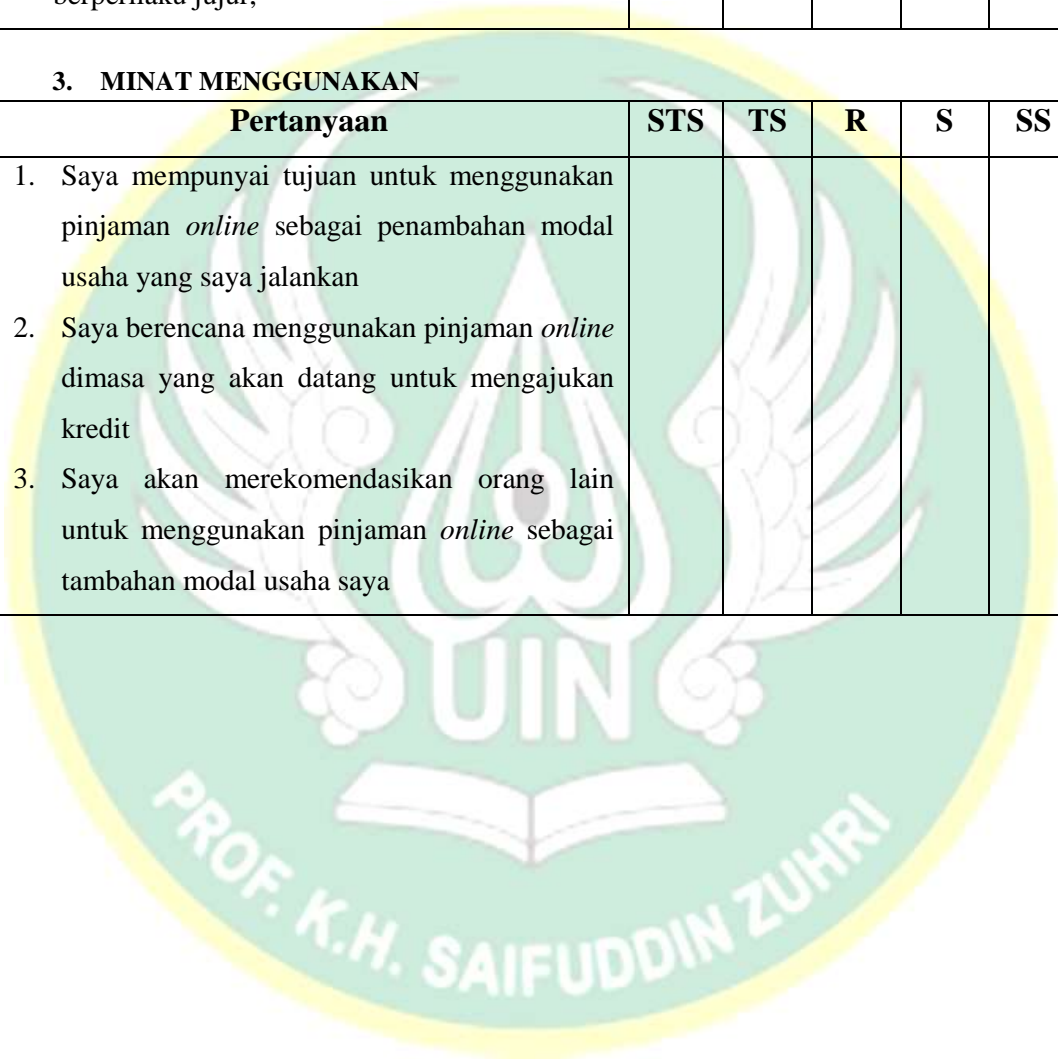 berperilaku jujur,
3. MINAT MENGGUNAKAN
Pertanyaan STS TS R S SS
1. Saya mempunyai tujuan untuk menggunakan
pinjaman online sebagai penambahan modal
usaha yang saya jalankan
2. Saya berencana menggunakan pinjaman online
dimasa yang akan datang untuk mengajukan
kredit
3. Saya akan merekomendasikan orang lain
untuk menggunakan pinjaman online sebagai
tambahan modal usaha saya
UIN
PROF. K.H. SAIFUDDIN ZUHRI